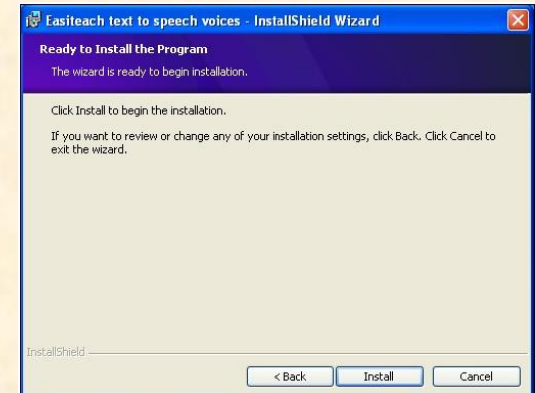 Easiteach text to speech voices - InstallShield Wizard
Ready to Install the Program
The wizard is ready to begin installation.
Click Install to begin the installation.
If you want to review or change any of your installation settings, click Back. Click Cancel to
exit the wizard.
InstallShield
< Back Install Cancel